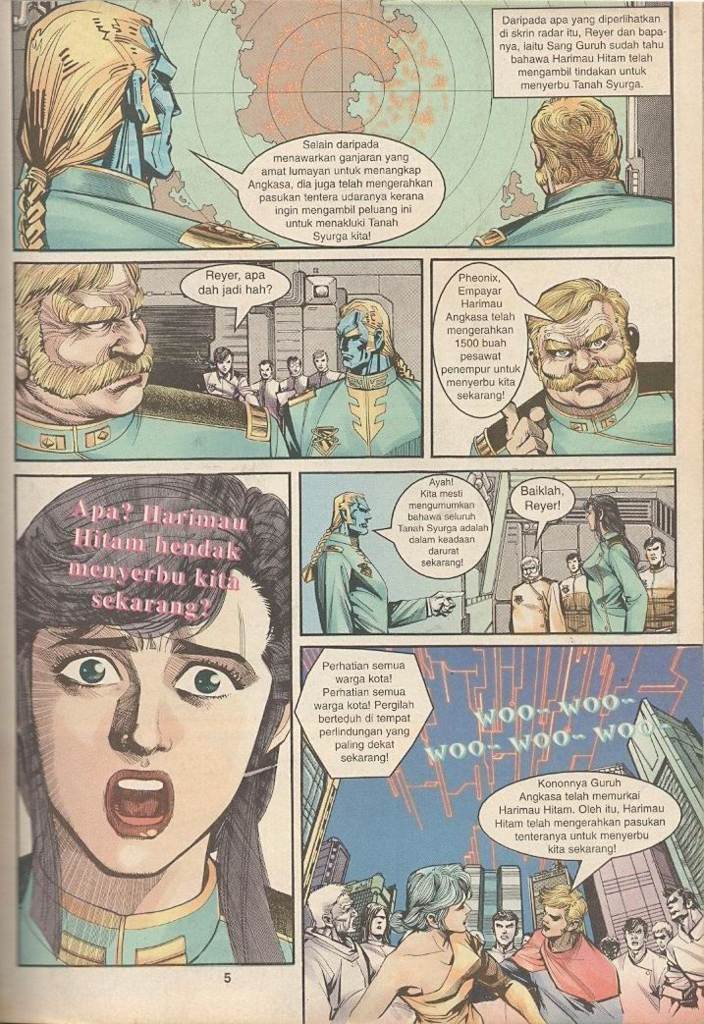 Daripada apa yang diperlihatkan
di skrin radar itu, Reyer dan bapa-
nya, iaitu Sang Guruh sudah tahu
bahawa Harimau Hitam telah
mengambil tindakan untuk
menyerbu Tanah Syurga.
Selain daripada
menawarkan ganjaran yang
amat lumayan untuk menangkap
Angkasa, dia juga telah mengerahkan
pasukan tentera udaranya kerana
ingin mengambil peluang ini
untuk menakluki Tanah
Syurga kita!
Reyer, apa
dah jadi hah?
Pheonix,
Empayar
Harimau
Angkasa telah
mengerahkan
1500 buah
pesawat
penempur untuk
menyerbu kita
sekarang!
Apa? Harimau
Hitam hendak
menyerbu kita
sekarang?
Ayah!
Kita mesti
mengumumkan
bahawa seluruh
Tanah Syurga adalah
dalam keadaan
darurat
sekarang!
Baiklah,
Reyer!
Perhatian semua
warga kota!
Perhatian semua
warga kota! Pergilah
berteduh di tempat
perlindungan yang
paling dekat
sekarang!
WOO~ WOO~
WOO~ WOO~ WOO~
Kononnya Guruh
Angkasa telah memurkai
Harimau Hitam. Oleh itu, Harimau
Hitam telah mengerahkan pasukan
tenteranya untuk menyerbu
kita sekarang!
5